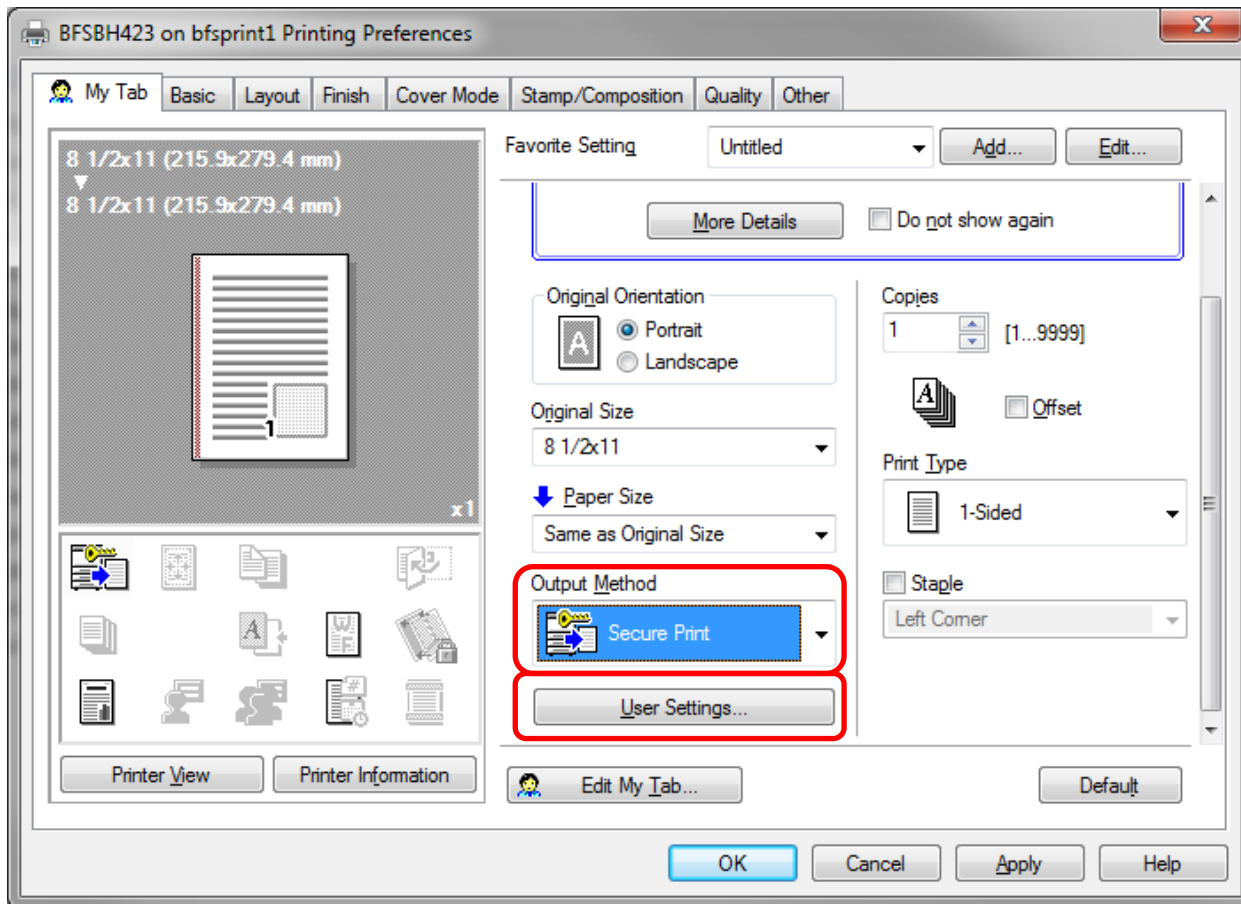 BFSBH423 on bfsprint1 Printing Preferences
My Tab Basic Layout Finish Cover Mode Stamp/Composition Quality Other
8 1/2x11 (215.9x279.4 mm)
8 1/2x11 (215.9x279.4 mm)
1
x1
Printer View Printer Information
Favorite Setting Untitled Add... Edit...
More Details Do not show again
Original Orientation
A
Portrait
Landscape
Original Size
8 1/2x11
Paper Size
Same as Original Size
Output Method
Secure Print
User Settings...
Copies
1 [1...9999]
A Offset
Print Type
1-Sided
Staple
Left Corner
Edit My Tab... Default
OK Cancel Apply Help